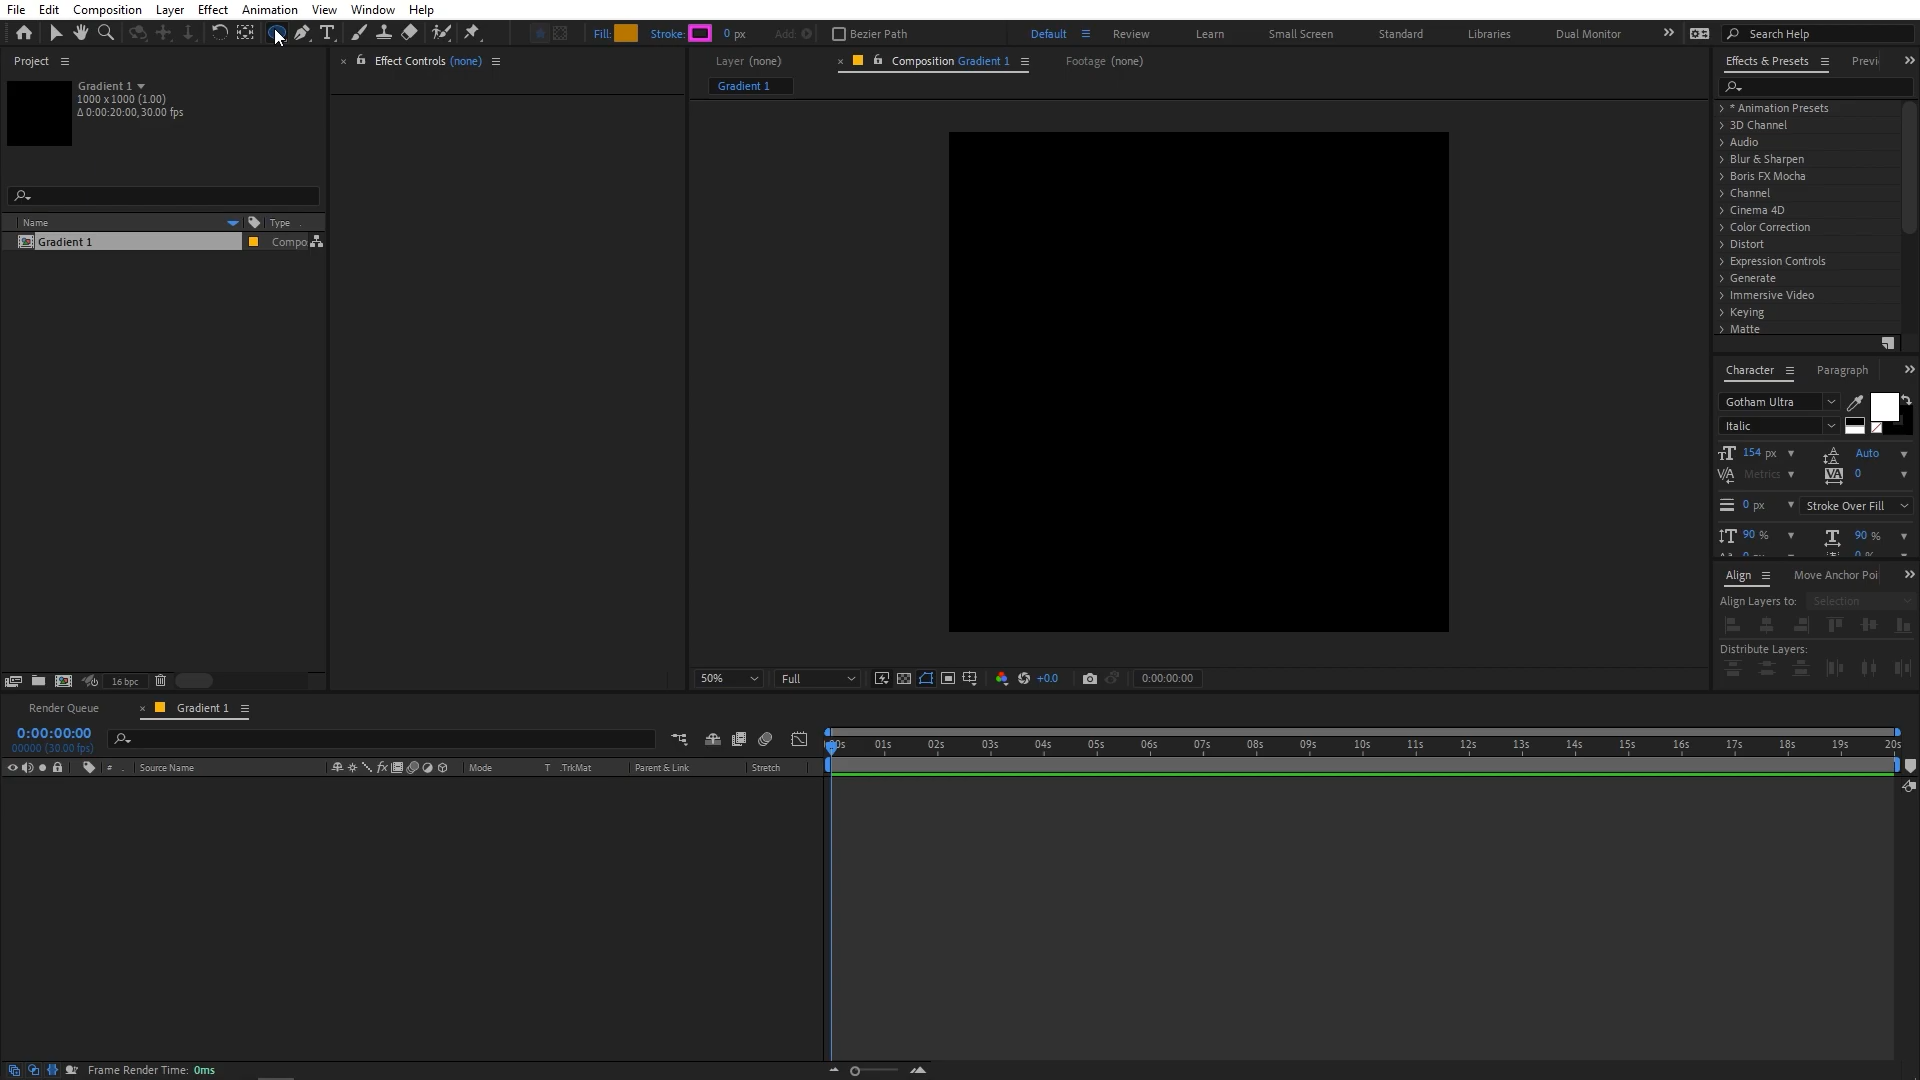 File Edit Composition Layer Effect Animation View Window Help
Fill: Stroke: 0 px Add: Bezier Path Default Review Learn Small Screen Standard Libraries Dual Monitor Search Help
Project
Gradient 1
1000 x 1000 (1.00)
Δ 0:00:20:00, 30.00 fps
Name Type
Gradient 1 Compo
16 bpc
Effect Controls (none)
Layer (none) Composition Gradient 1 Footage (none)
Gradient 1
50% Full +0.0 0:00:00:00
Effects & Presets Previ
* Animation Presets
3D Channel
Audio
Blur & Sharpen
Boris FX Mocha
Channel
Cinema 4D
Color Correction
Distort
Expression Controls
Generate
Immersive Video
Keying
Matte
Character Paragraph
Gotham Ultra
Italic
154 px Auto
Metrics 0
0 px Stroke Over Fill
90 % 90 %
Align Move Anchor Poi
Align Layers to: Selection
Distribute Layers:
Render Queue Gradient 1
0:00:00:00
00000 (30.00 fps)
# Source Name Mode T .TrkMat Parent & Link Stretch
01s 02s 03s 04s 05s 06s 07s 08s 09s 10s 11s 12s 13s 14s 15s 16s 17s 18s 19s 20s
Frame Render Time: 0ms